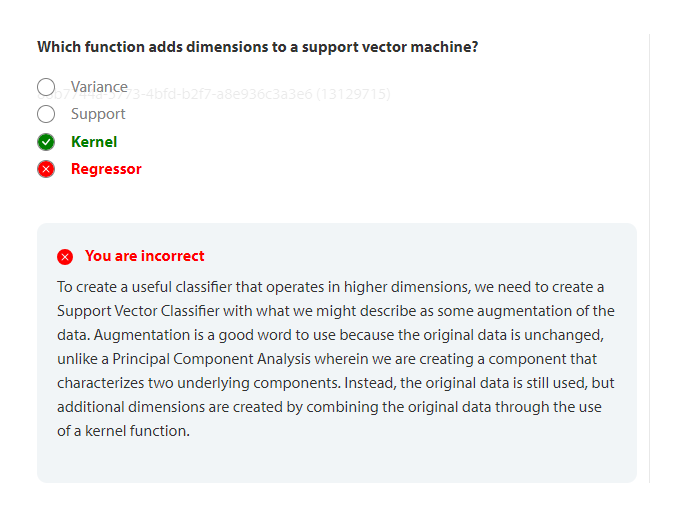 Which function adds dimensions to a support vector machine?
Variance
4bfd-b2f7-a8e936c3a3e6 (13129715)
Support
Kernel
Regressor
You are incorrect
To create a useful classifier that operates in higher dimensions, we need to create a
Support Vector Classifier with what we might describe as some augmentation of the
data. Augmentation is a good word to use because the original data is unchanged,
unlike a Principal Component Analysis wherein we are creating a component that
characterizes two underlying components. Instead, the original data is still used, but
additional dimensions are created by combining the original data through the use
of a kernel function.